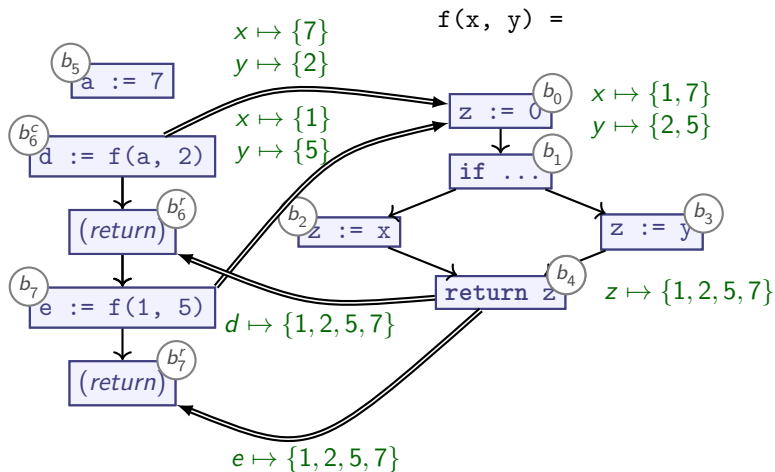 f(x, y) =
x ↦ {7}
y ↦ {2}
b₅
a := 7
b₀
z := 0
x ↦ {1, 7}
y ↦ {2, 5}
x ↦ {1}
y ↦ {5}
b₆ᶜ
d := f(a, 2)
b₁
if ...
b₆ʳ
(return)
b₂
z := x
b₃
z := y
b₇
e := f(1, 5)
b₄
return z
z ↦ {1, 2, 5, 7}
d ↦ {1, 2, 5, 7}
b₇ʳ
(return)
e ↦ {1, 2, 5, 7}